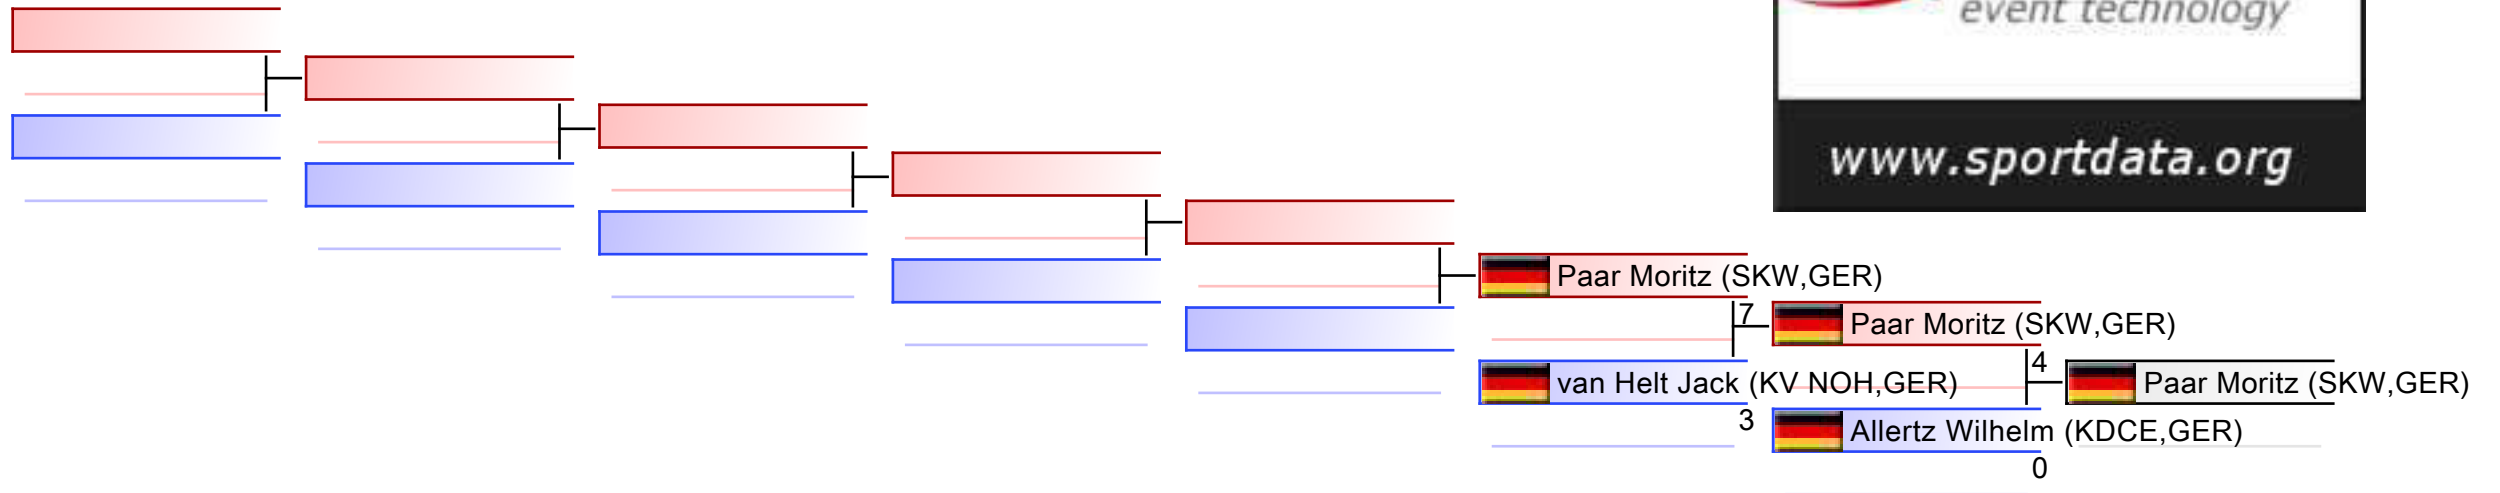 event technology
www.sportdata.org
Paar Moritz (SKW,GER)
7
Paar Moritz (SKW,GER)
van Helt Jack (KV NOH,GER)
4
Paar Moritz (SKW,GER)
3
Allertz Wilhelm (KDCE,GER)
0